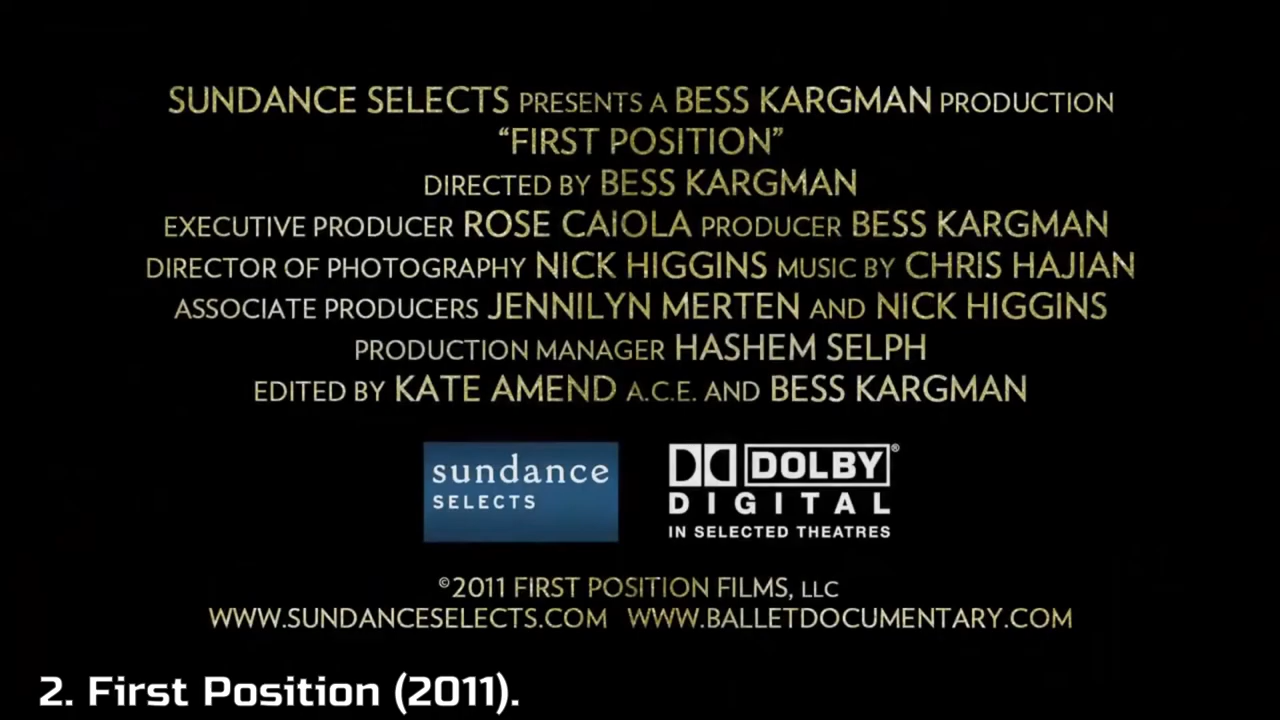 SUNDANCE SELECTS PRESENTS A BESS KARGMAN PRODUCTION
“FIRST POSITION”
DIRECTED BY BESS KARGMAN
EXECUTIVE PRODUCER ROSE CAIOLA PRODUCER BESS KARGMAN
DIRECTOR OF PHOTOGRAPHY NICK HIGGINS MUSIC BY CHRIS HAJIAN
ASSOCIATE PRODUCERS JENNILYN MERTEN AND NICK HIGGINS
PRODUCTION MANAGER HASHEM SELPH
EDITED BY KATE AMEND A.C.E. AND BESS KARGMAN
sundance
SELECTS
DOLBY®
DIGITAL
IN SELECTED THEATRES
©2011 FIRST POSITION FILMS, LLC
WWW.SUNDANCESELECTS.COM WWW.BALLETDOCUMENTARY.COM
2. First Position (2011).